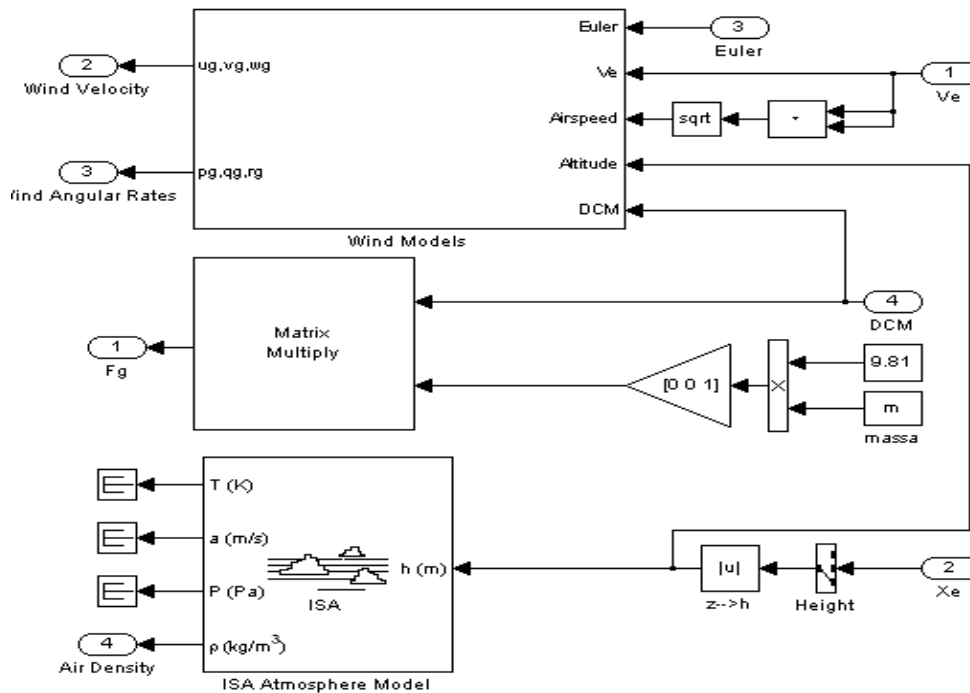 Euler
3
Euler
2
ug,vg,wg
Ve
1
Wind Velocity
Ve
Airspeed
sqrt
3
pg,qg,rg
Altitude
Wind Angular Rates
DCM
Wind Models
4
DCM
Matrix
Multiply
1
Fg
9.81
[0 0 1]
X
m
massa
T (K)
a (m/s)
h (m)
|u|
2
z-->h
Height
Xe
P (Pa)
ISA
4
ρ (kg/m³)
Air Density
ISA Atmosphere Model